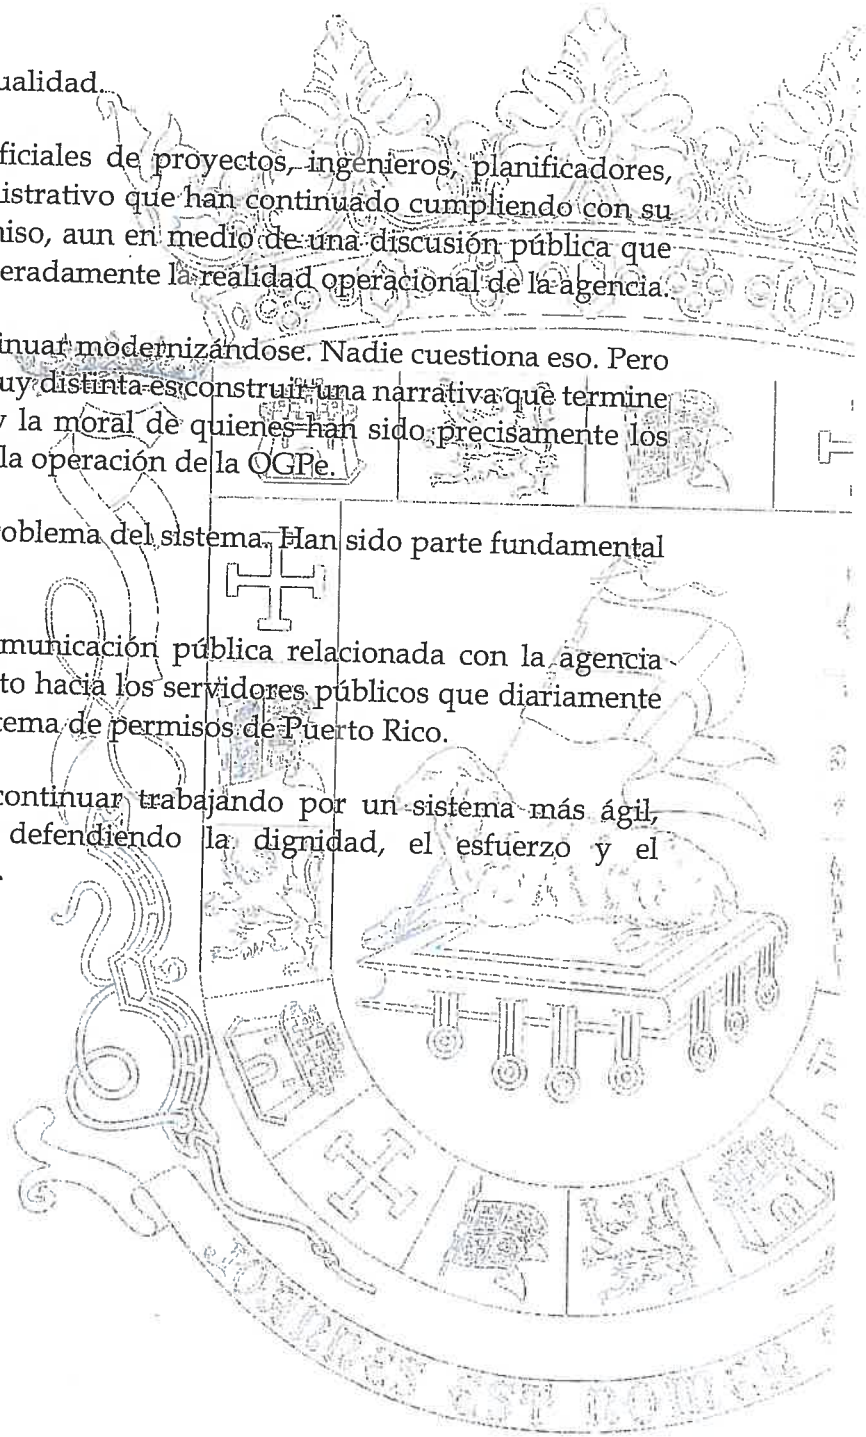 ualidad.
ficiales de proyectos, ingenieros, planificadores,
istrativo que han continuado cumpliendo con su
niso, aun en medio de una discusión pública que
eradamente la realidad operacional de la agencia.
inuar modernizándose. Nadie cuestiona eso. Pero
uy distinta es construir una narrativa que termine
y la moral de quienes han sido precisamente los
la operación de la OGPe.
oblema del sistema. Han sido parte fundamental
municación pública relacionada con la agencia
to hacia los servidores públicos que diariamente
tema de permisos de Puerto Rico.
continuar trabajando por un sistema más ágil,
defendiendo la dignidad, el esfuerzo y el
JOANNES EST NOMEN